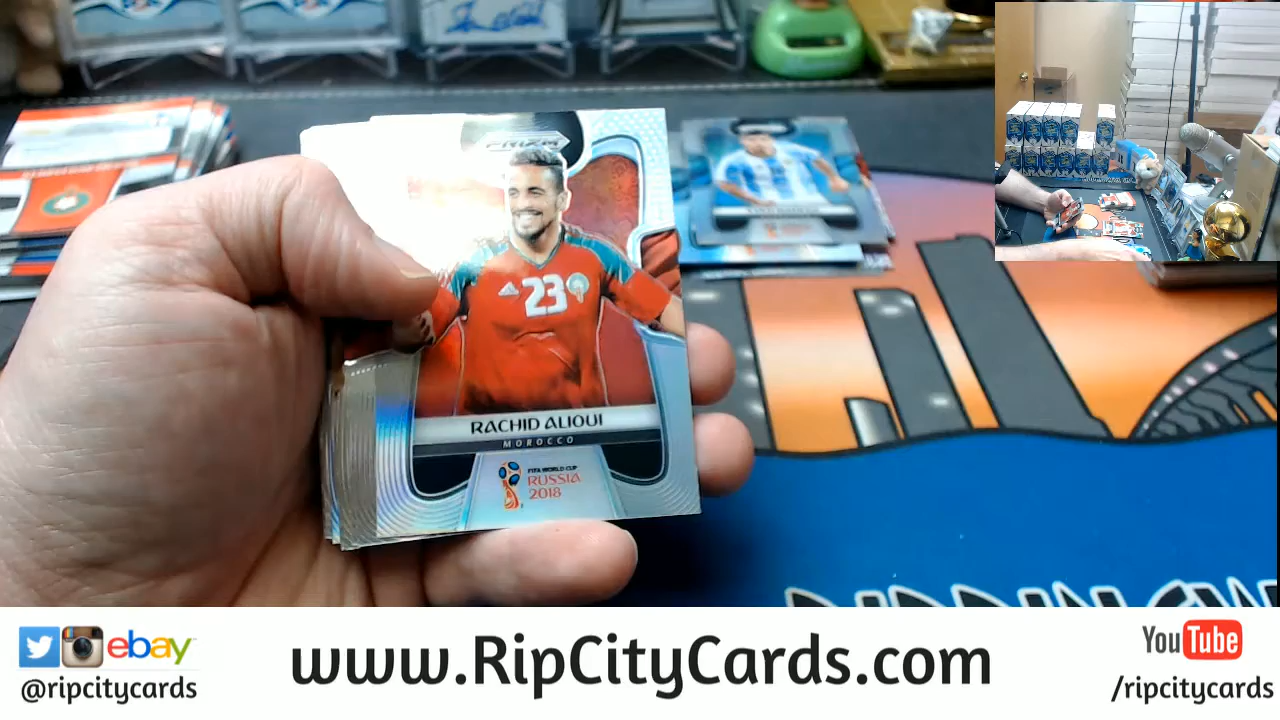 PRIZM
23
RACHID ALIOUI
MOROCCO
FIFA WORLD CUP
RUSSIA
2018
ebay
@ripcitycards
www.RipCityCards.com
YouTube
/ripcitycards